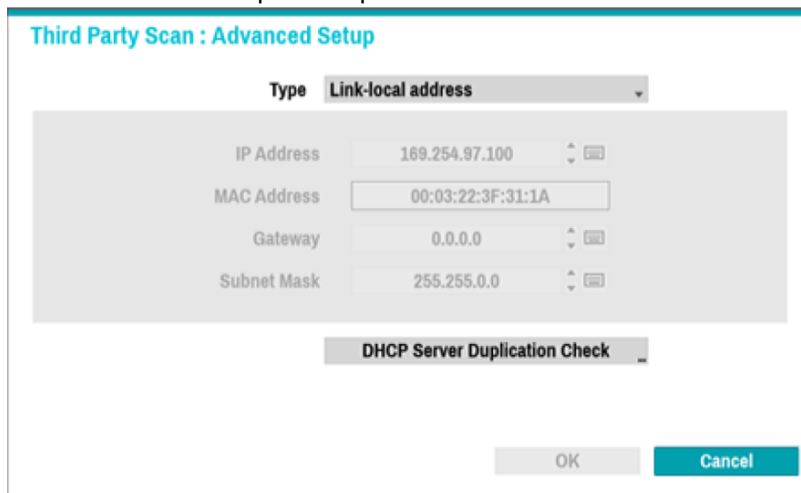 Third Party Scan : Advanced Setup
Type Link-local address
IP Address 169.254.97.100
MAC Address 00:03:22:3F:31:1A
Gateway 0.0.0.0
Subnet Mask 255.255.0.0
DHCP Server Duplication Check
OK Cancel